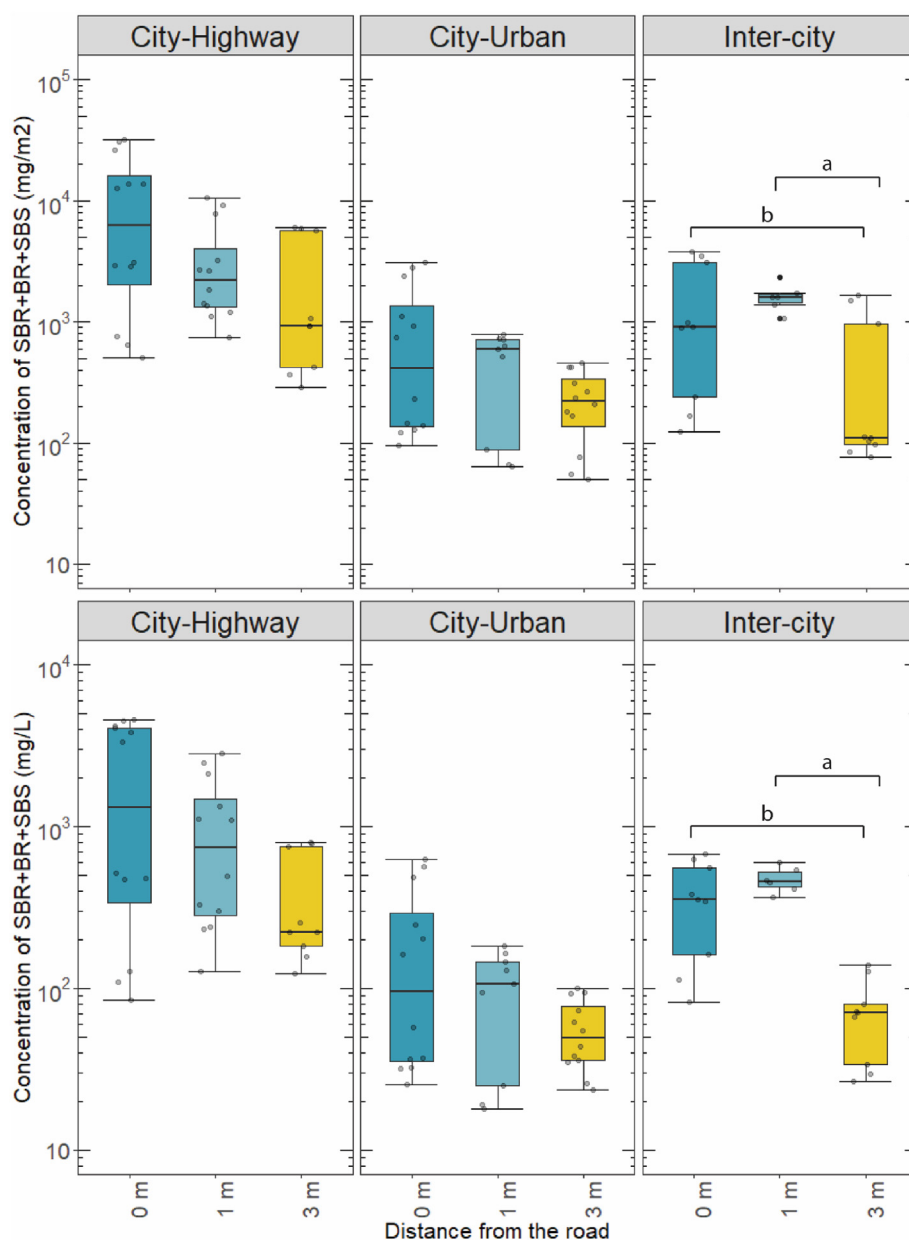 City-Highway City-Urban Inter-city
Concentration of SBR+BR+SBS (mg/m2)
10^5
10^4
10^3
10^2
10
a
b
City-Highway City-Urban Inter-city
Concentration of SBR+BR+SBS (mg/L)
10^4
10^3
10^2
10
a
b
0 m 1 m 3 m 0 m 1 m 3 m 0 m 1 m 3 m
Distance from the road